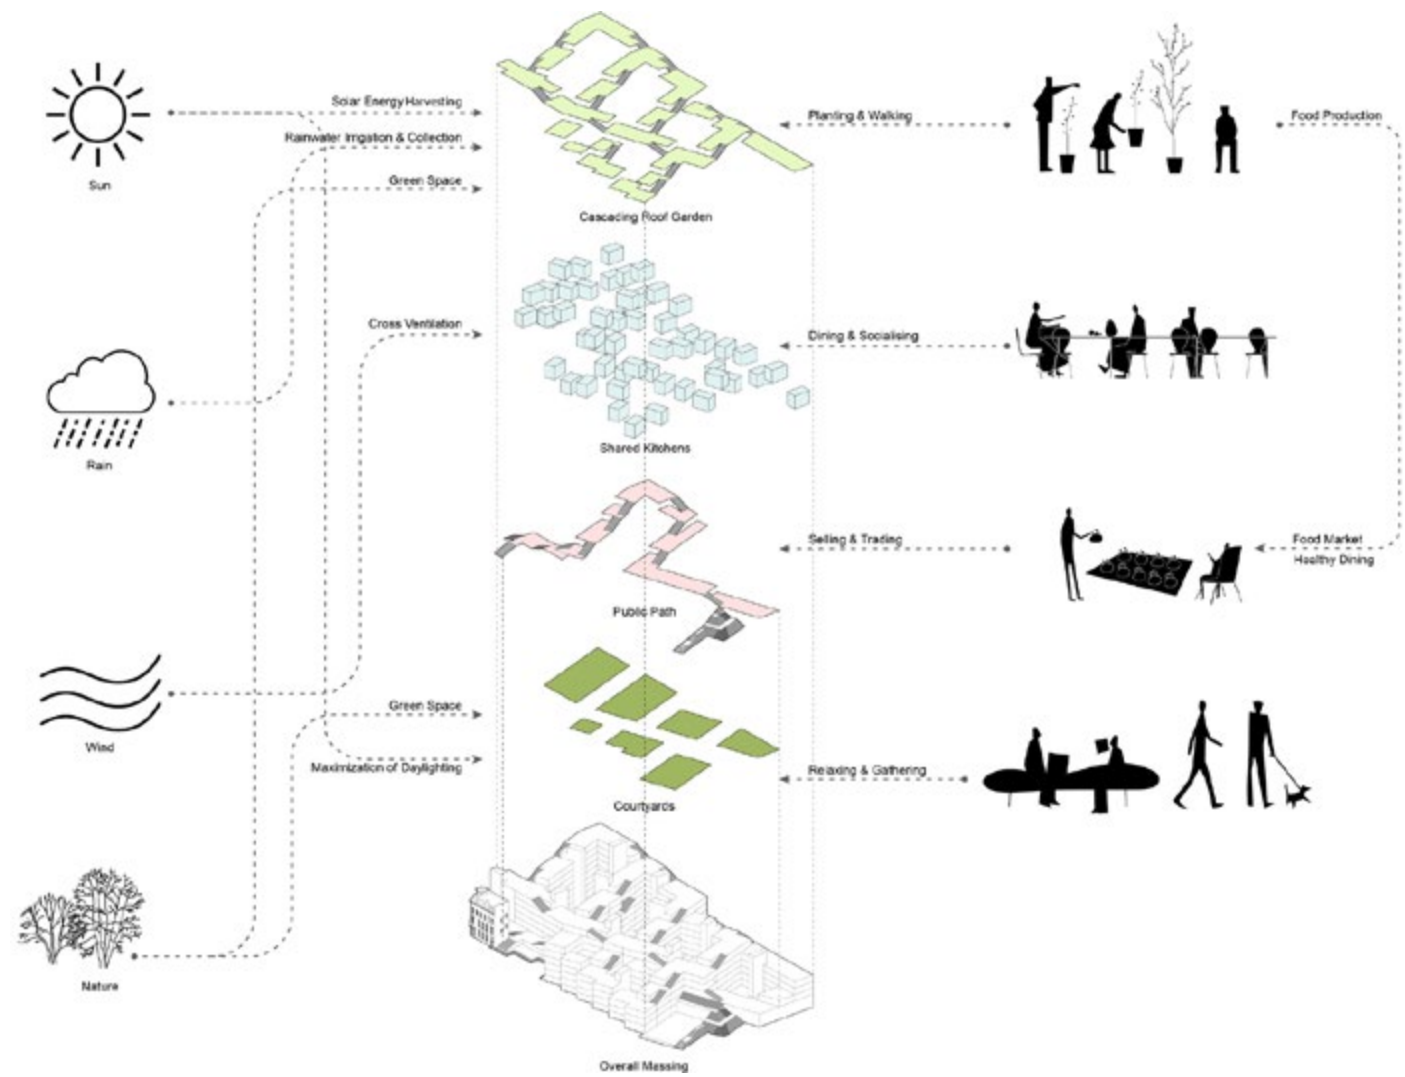 Solar Energy Harvesting
Planting & Walking
Food Production
Rainwater Irrigation & Collection
Sun
Green Space
Cascading Roof Garden
Cross Ventilation
Dining & Socialising
Shared Kitchens
Rain
Selling & Trading
Food Market
Healthy Dining
Public Path
Green Space
Wind
Maximization of Daylighting
Relaxing & Gathering
Courtyards
Nature
Overall Massing